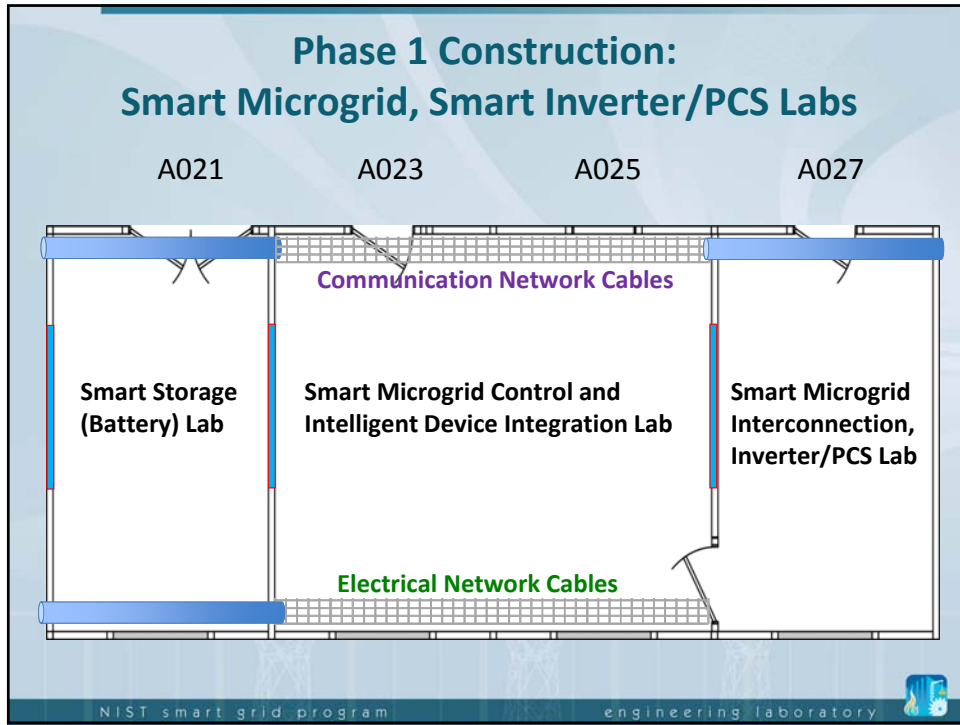 Phase 1 Construction:
Smart Microgrid, Smart Inverter/PCS Labs
A021 A023 A025 A027
Communication Network Cables
Smart Storage
(Battery) Lab
Smart Microgrid Control and
Intelligent Device Integration Lab
Smart Microgrid
Interconnection,
Inverter/PCS Lab
Electrical Network Cables
NIST smart grid program engineering laboratory